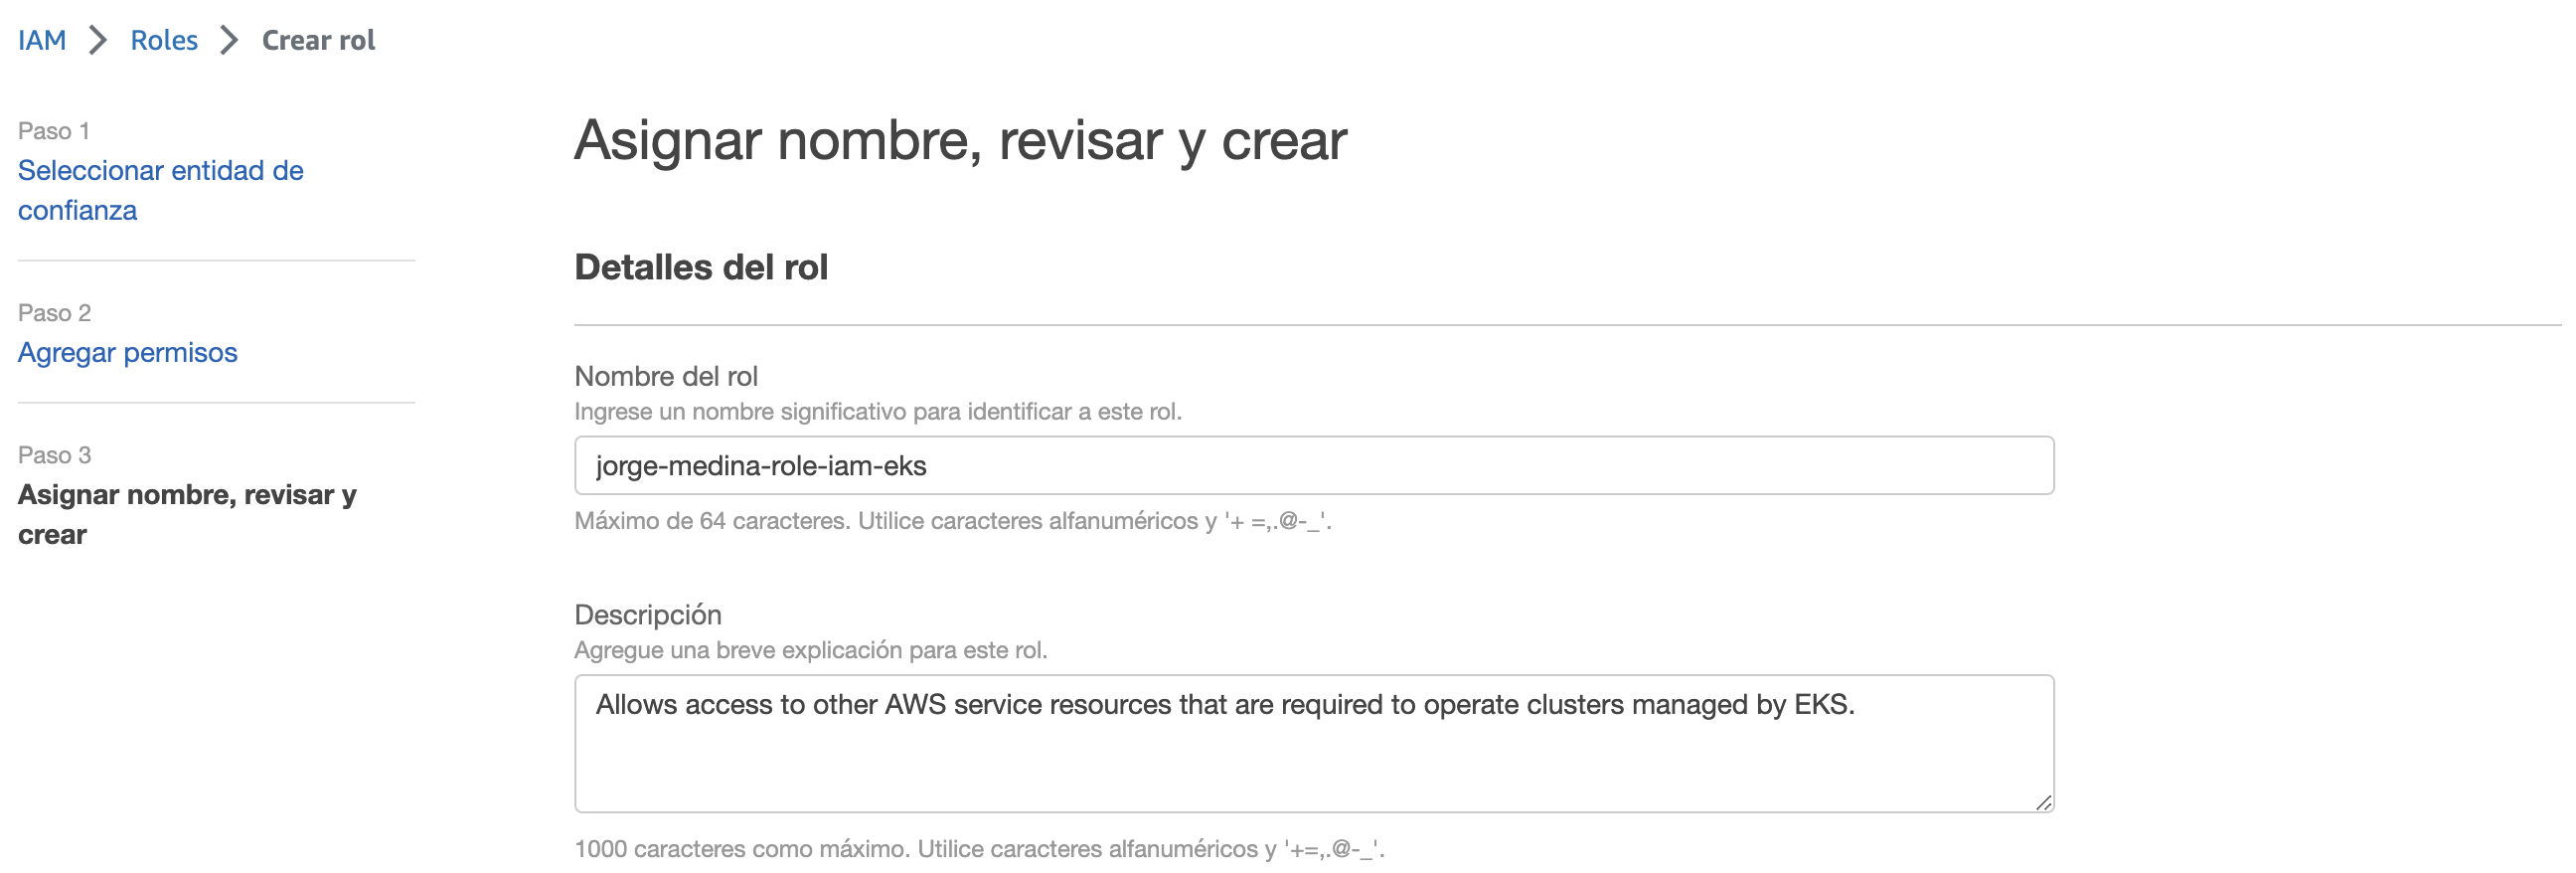 IAM > Roles > Crear rol
Paso 1
Seleccionar entidad de
confianza
Paso 2
Agregar permisos
Paso 3
Asignar nombre, revisar y
crear
Asignar nombre, revisar y crear
Detalles del rol
Nombre del rol
Ingrese un nombre significativo para identificar a este rol.
jorge-medina-role-iam-eks
Máximo de 64 caracteres. Utilice caracteres alfanuméricos y '+ =,.@-_'.
Descripción
Agregue una breve explicación para este rol.
Allows access to other AWS service resources that are required to operate clusters managed by EKS.
1000 caracteres como máximo. Utilice caracteres alfanuméricos y '+=,.@-_'.